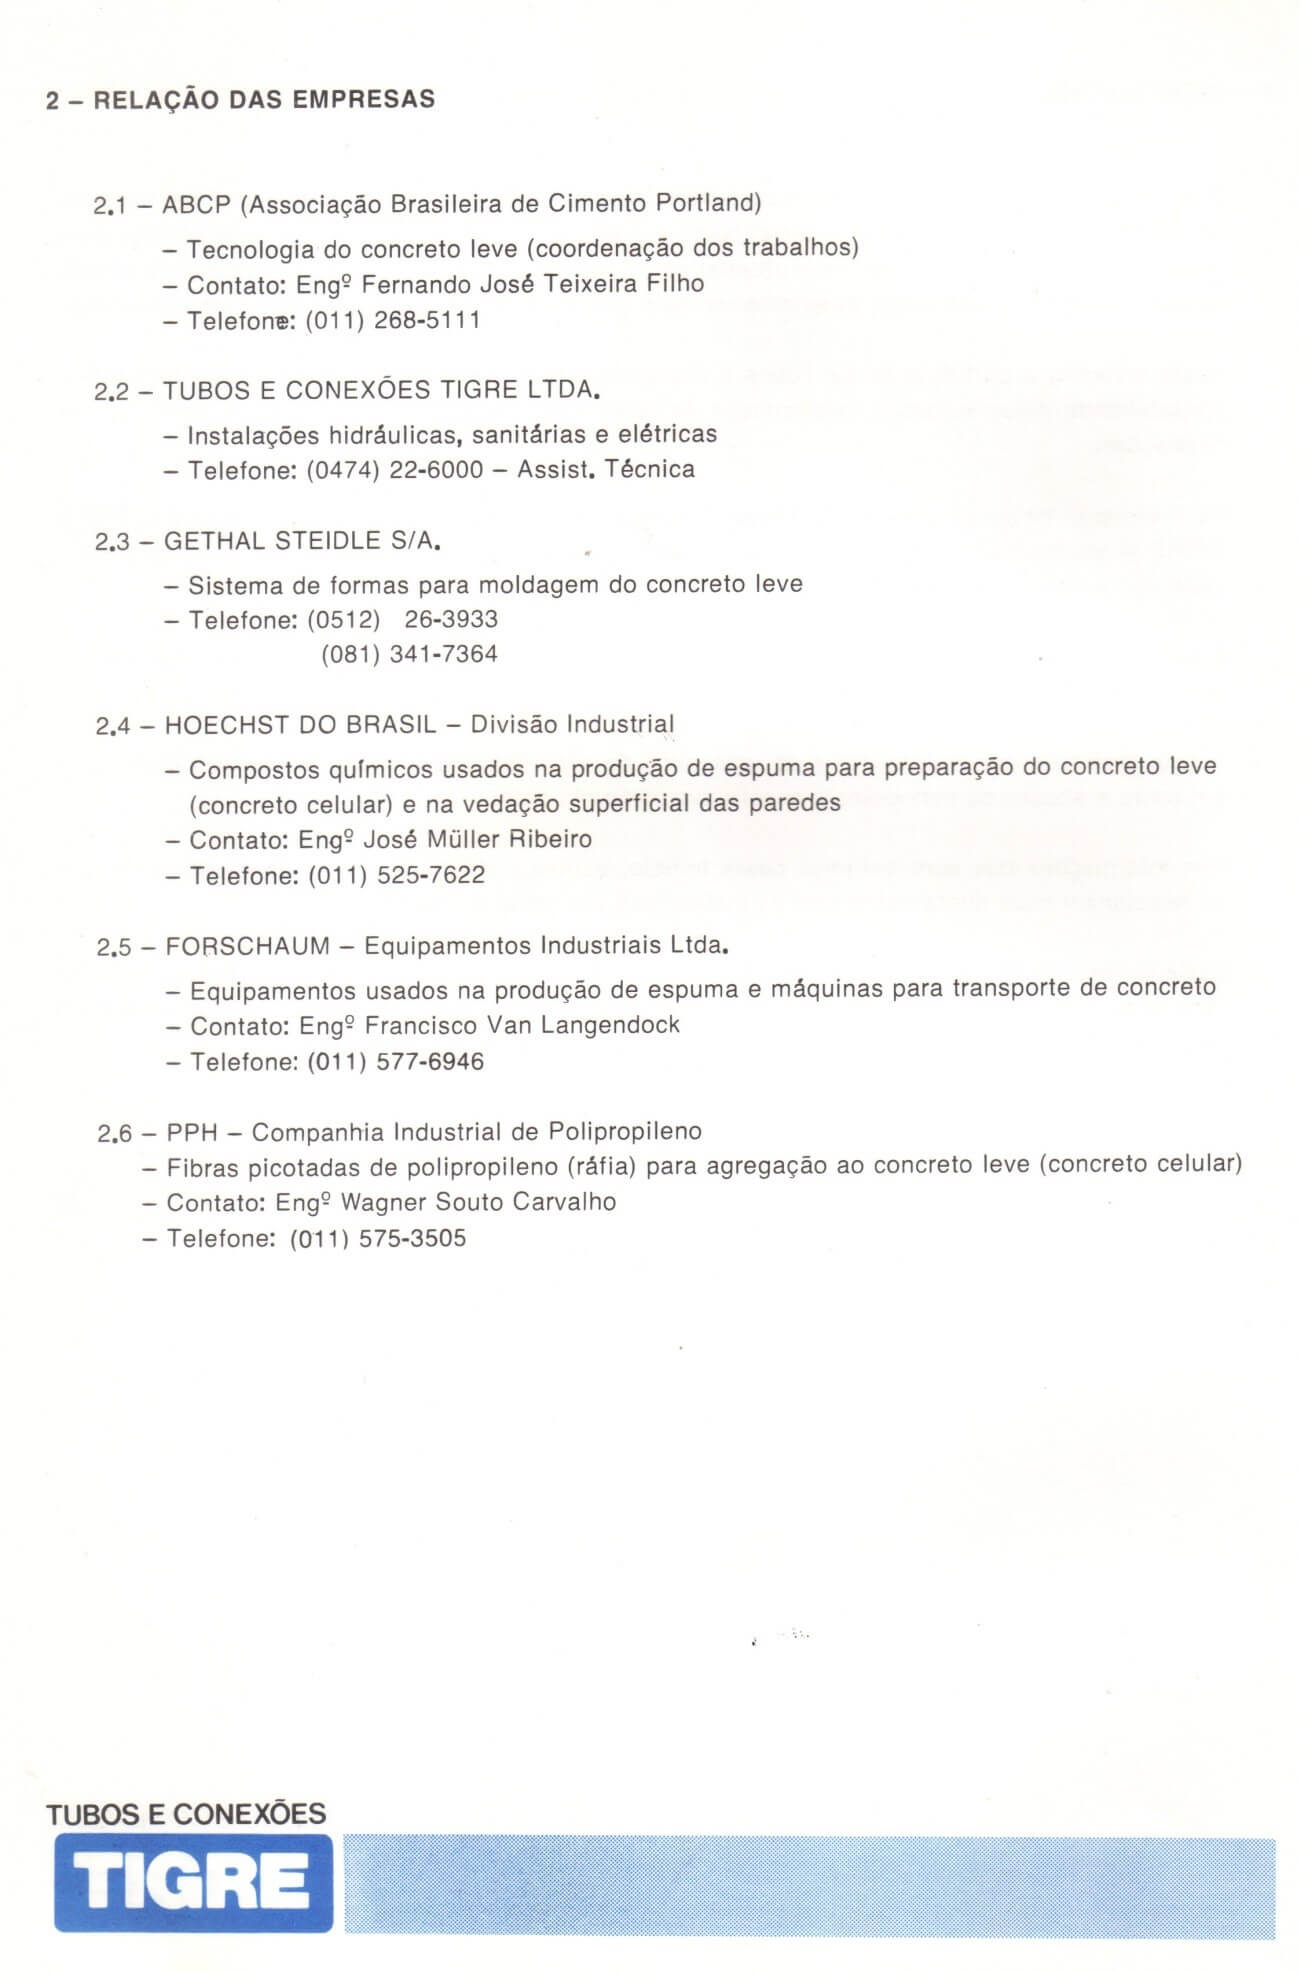 2 – RELAÇÃO DAS EMPRESAS
2.1 – ABCP (Associação Brasileira de Cimento Portland)
– Tecnologia do concreto leve (coordenação dos trabalhos)
– Contato: Engº Fernando José Teixeira Filho
– Telefone: (011) 268-5111
2.2 – TUBOS E CONEXÕES TIGRE LTDA.
– Instalações hidráulicas, sanitárias e elétricas
– Telefone: (0474) 22-6000 – Assist. Técnica
2.3 – GETHAL STEIDLE S/A.
– Sistema de formas para moldagem do concreto leve
– Telefone: (0512) 26-3933
(081) 341-7364
2.4 – HOECHST DO BRASIL – Divisão Industrial
– Compostos químicos usados na produção de espuma para preparação do concreto leve
(concreto celular) e na vedação superficial das paredes
– Contato: Engº José Müller Ribeiro
– Telefone: (011) 525-7622
2.5 – FORSCHAUM – Equipamentos Industriais Ltda.
– Equipamentos usados na produção de espuma e máquinas para transporte de concreto
– Contato: Engº Francisco Van Langendock
– Telefone: (011) 577-6946
2.6 – PPH – Companhia Industrial de Polipropileno
– Fibras picotadas de polipropileno (ráfia) para agregação ao concreto leve (concreto celular)
– Contato: Engº Wagner Souto Carvalho
– Telefone: (011) 575-3505
TUBOS E CONEXÕES
TIGRE